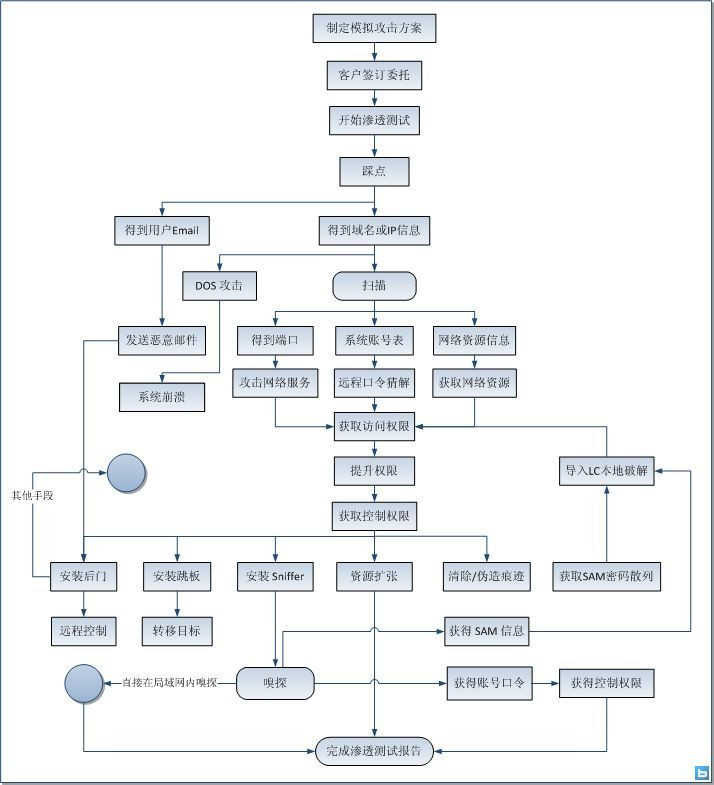 制定模拟攻击方案
客户签订委托
开始渗透测试
踩点
得到用户Email
得到域名或IP信息
DOS 攻击
扫描
发送恶意邮件
得到端口
系统账号表
网络资源信息
系统崩溃
攻击网络服务
远程口令猜解
获取网络资源
获取访问权限
提升权限
导入LC本地破解
其他手段
获取控制权限
安装后门
安装跳板
安装 Sniffer
资源扩张
清除/伪造痕迹
获取SAM密码散列
远程控制
转移目标
获得 SAM 信息
直接在局域网内嗅探
嗅探
获得账号口令
获得控制权限
完成渗透测试报告